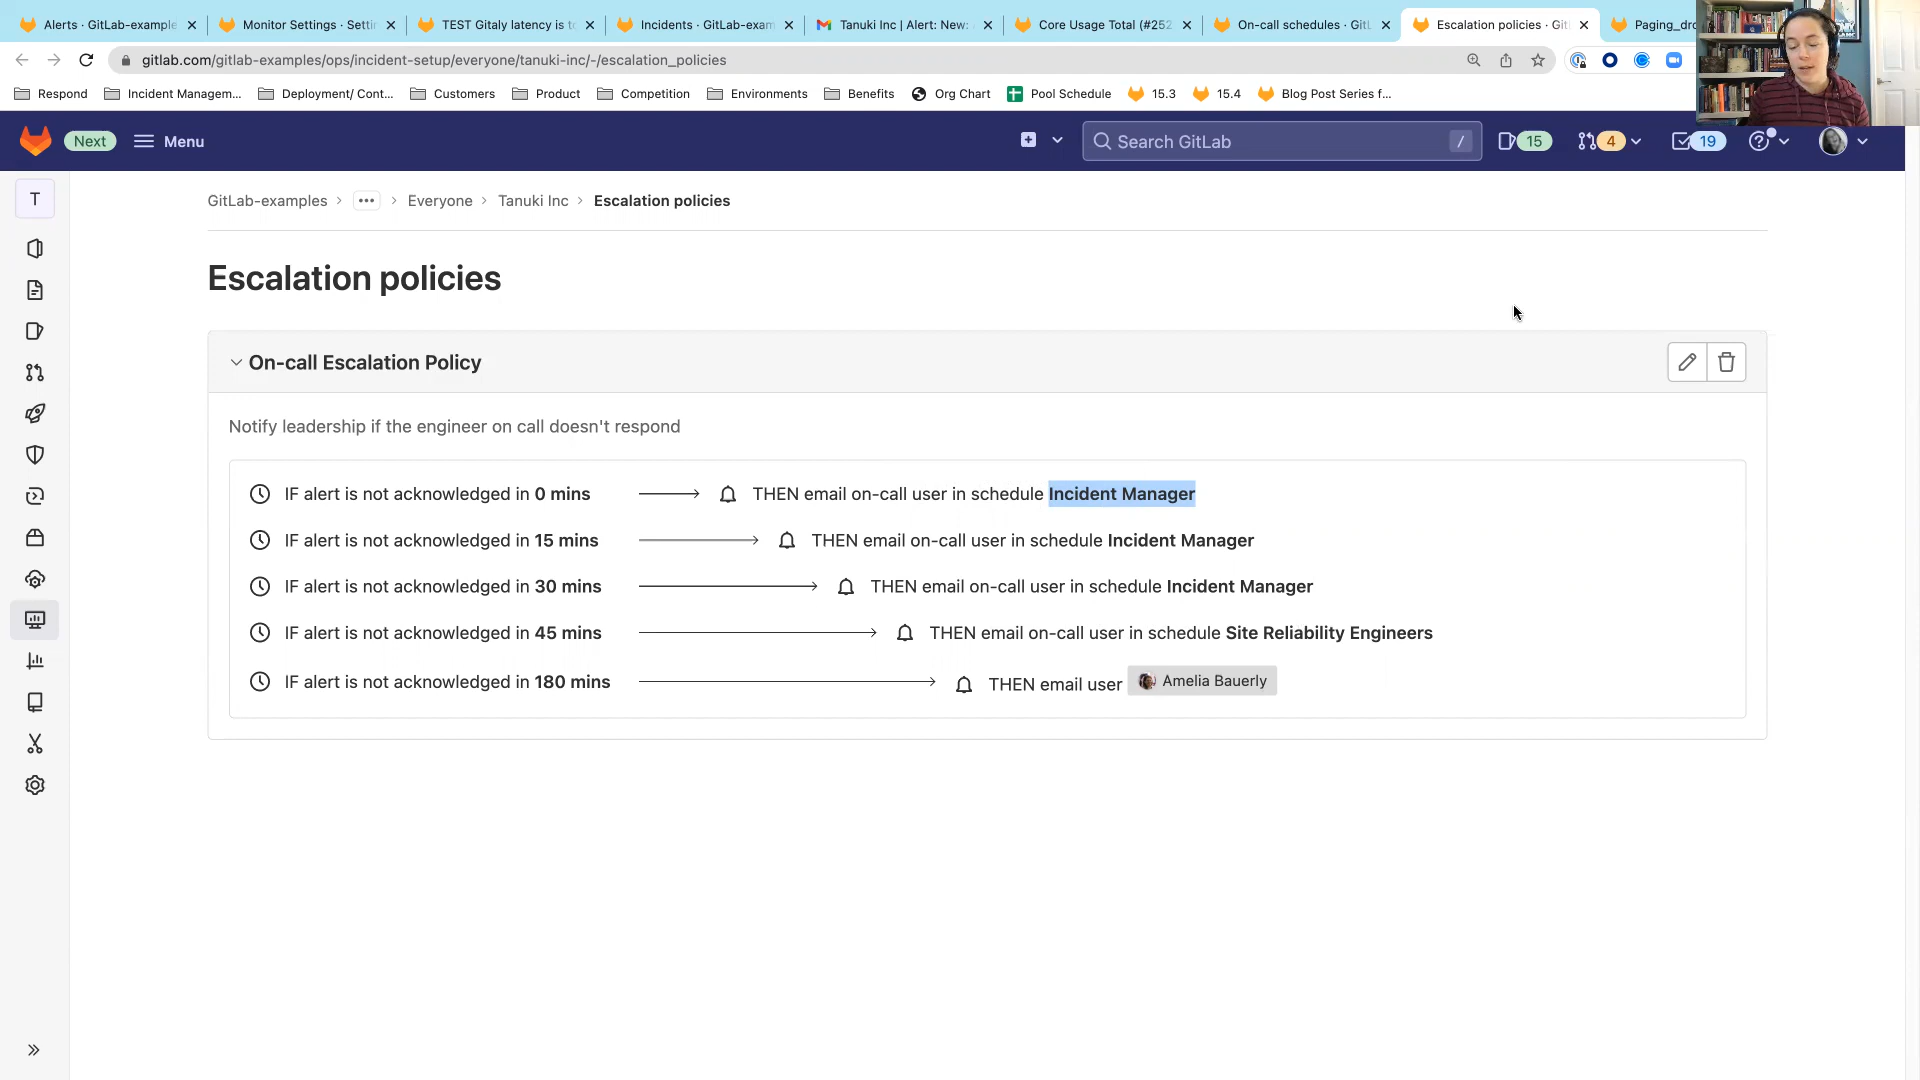 Alerts · GitLab-example
Monitor Settings · Setti
TEST Gitaly latency is to
Incidents · GitLab-exam
Tanuki Inc | Alert: New:
Core Usage Total (#252
On-call schedules · GitL
Escalation policies · Git
Paging_dro
gitlab.com/gitlab-examples/ops/incident-setup/everyone/tanuki-inc/-/escalation_policies
Respond
Incident Managem...
Deployment/ Cont...
Customers
Product
Competition
Environments
Benefits
Org Chart
Pool Schedule
15.3
15.4
Blog Post Series f...
Next
Menu
Search GitLab
/
15
4
19
T
GitLab-examples > ••• > Everyone > Tanuki Inc > Escalation policies
Escalation policies
On-call Escalation Policy
Notify leadership if the engineer on call doesn't respond
IF alert is not acknowledged in 0 mins THEN email on-call user in schedule Incident Manager
IF alert is not acknowledged in 15 mins THEN email on-call user in schedule Incident Manager
IF alert is not acknowledged in 30 mins THEN email on-call user in schedule Incident Manager
IF alert is not acknowledged in 45 mins THEN email on-call user in schedule Site Reliability Engineers
IF alert is not acknowledged in 180 mins THEN email user Amelia Bauerly